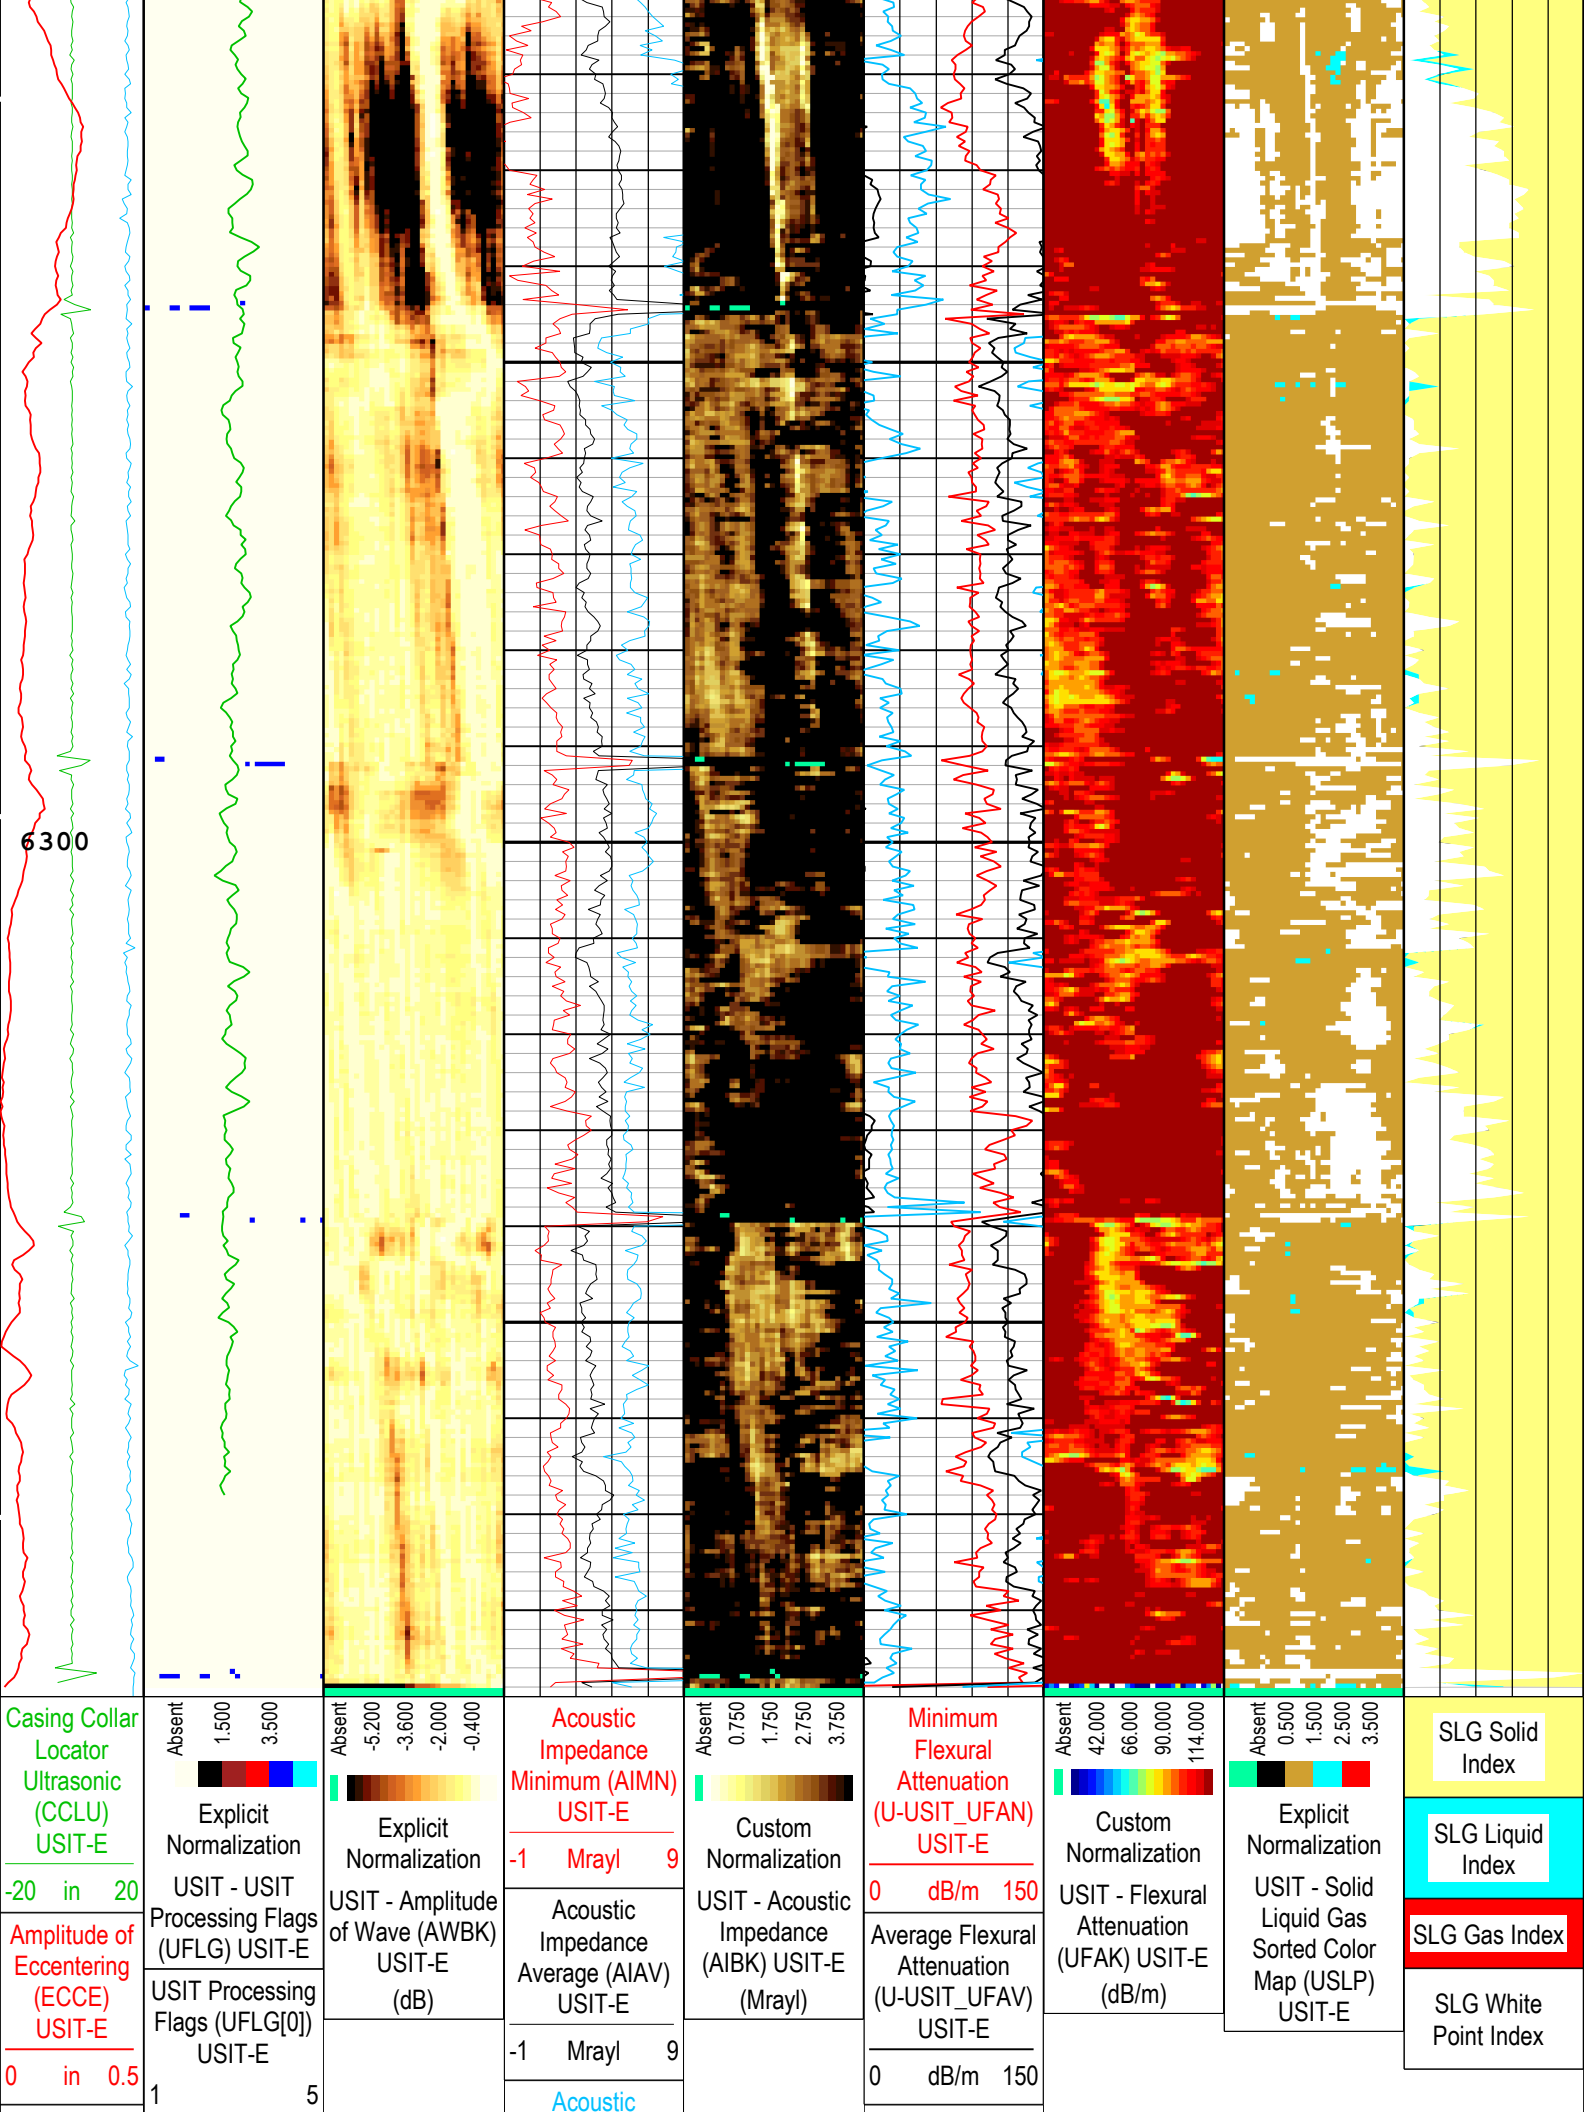 6300
Casing Collar
Locator
Ultrasonic
(CCLU)
USIT-E
-20 in 20
Amplitude of
Eccentering
(ECCE)
USIT-E
0 in 0.5
Absent 1.500 3.500
Explicit
Normalization
USIT - USIT
Processing Flags
(UFLG) USIT-E
USIT Processing
Flags (UFLG[0])
USIT-E
1 5
Absent -5.200 -3.600 -2.000 -0.400
Explicit
Normalization
USIT - Amplitude
of Wave (AWBK)
USIT-E
(dB)
Acoustic
Impedance
Minimum (AIMN)
USIT-E
-1 Mrayl 9
Acoustic
Impedance
Average (AIAV)
USIT-E
-1 Mrayl 9
Acoustic
Absent 0.750 1.750 2.750 3.750
Custom
Normalization
USIT - Acoustic
Impedance
(AIBK) USIT-E
(Mrayl)
Minimum
Flexural
Attenuation
(U-USIT_UFAN)
USIT-E
0 dB/m 150
Average Flexural
Attenuation
(U-USIT_UFAV)
USIT-E
0 dB/m 150
Absent 42.000 66.000 90.000 114.000
Custom
Normalization
USIT - Flexural
Attenuation
(UFAK) USIT-E
(dB/m)
Absent 0.500 1.500 2.500 3.500
Explicit
Normalization
USIT - Solid
Liquid Gas
Sorted Color
Map (USLP)
USIT-E
SLG Solid
Index
SLG Liquid
Index
SLG Gas Index
SLG White
Point Index